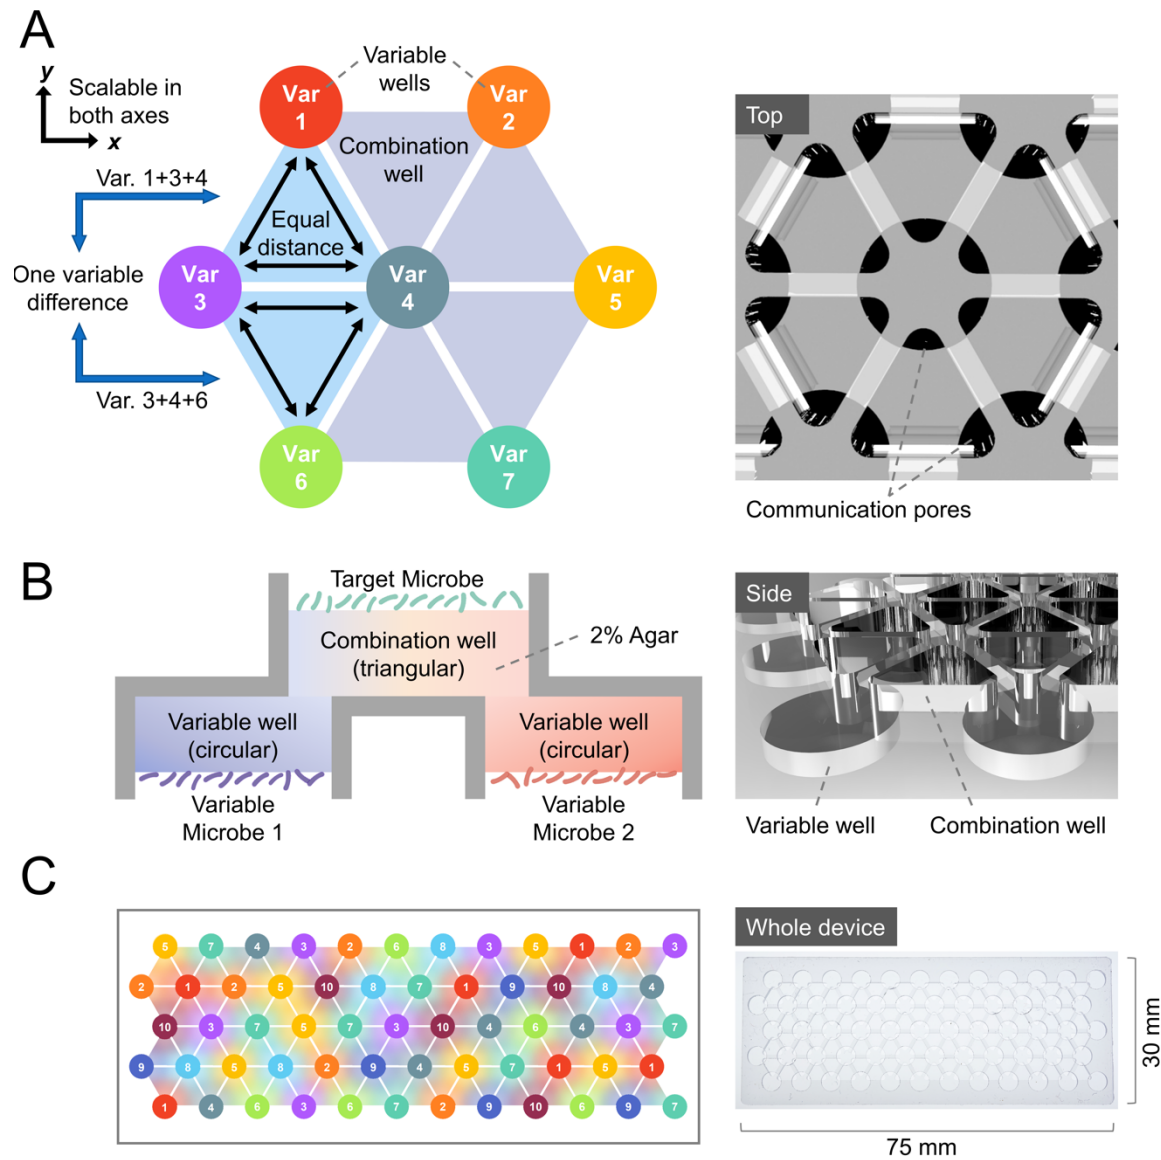 A
y
Scalable in
both axes
x
Variable
wells
Var
1
Var
2
Combination
well
Var. 1+3+4
Equal
distance
One variable
difference
Var
3
Var
4
Var
5
Var. 3+4+6
Var
6
Var
7
Top
Communication pores
B
Target Microbe
Combination well
(triangular)
2% Agar
Variable well
(circular)
Variable well
(circular)
Variable
Microbe 1
Variable
Microbe 2
Side
Variable well
Combination well
C
5 7 4 3 2 6 8 3 5 1 2 3
2 1 2 5 10 8 7 1 9 10 8 4
10 3 7 5 7 3 10 4 6 4 3 7
9 8 5 8 2 9 4 5 7 1 5 1
1 4 6 3 6 8 2 9 10 6 9 7
Whole device
30 mm
75 mm